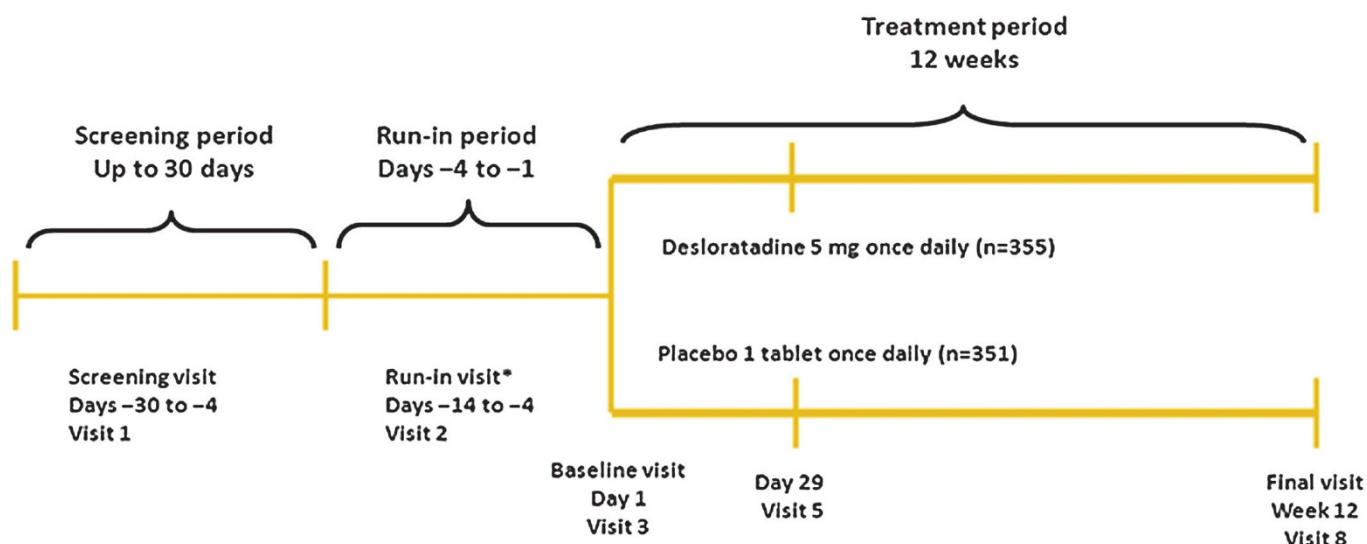 Treatment period
12 weeks
Screening period
Up to 30 days
Run-in period
Days −4 to −1
Desloratadine 5 mg once daily (n=355)
Placebo 1 tablet once daily (n=351)
Screening visit
Days −30 to −4
Visit 1
Run-in visit*
Days −14 to −4
Visit 2
Baseline visit
Day 1
Visit 3
Day 29
Visit 5
Final visit
Week 12
Visit 8